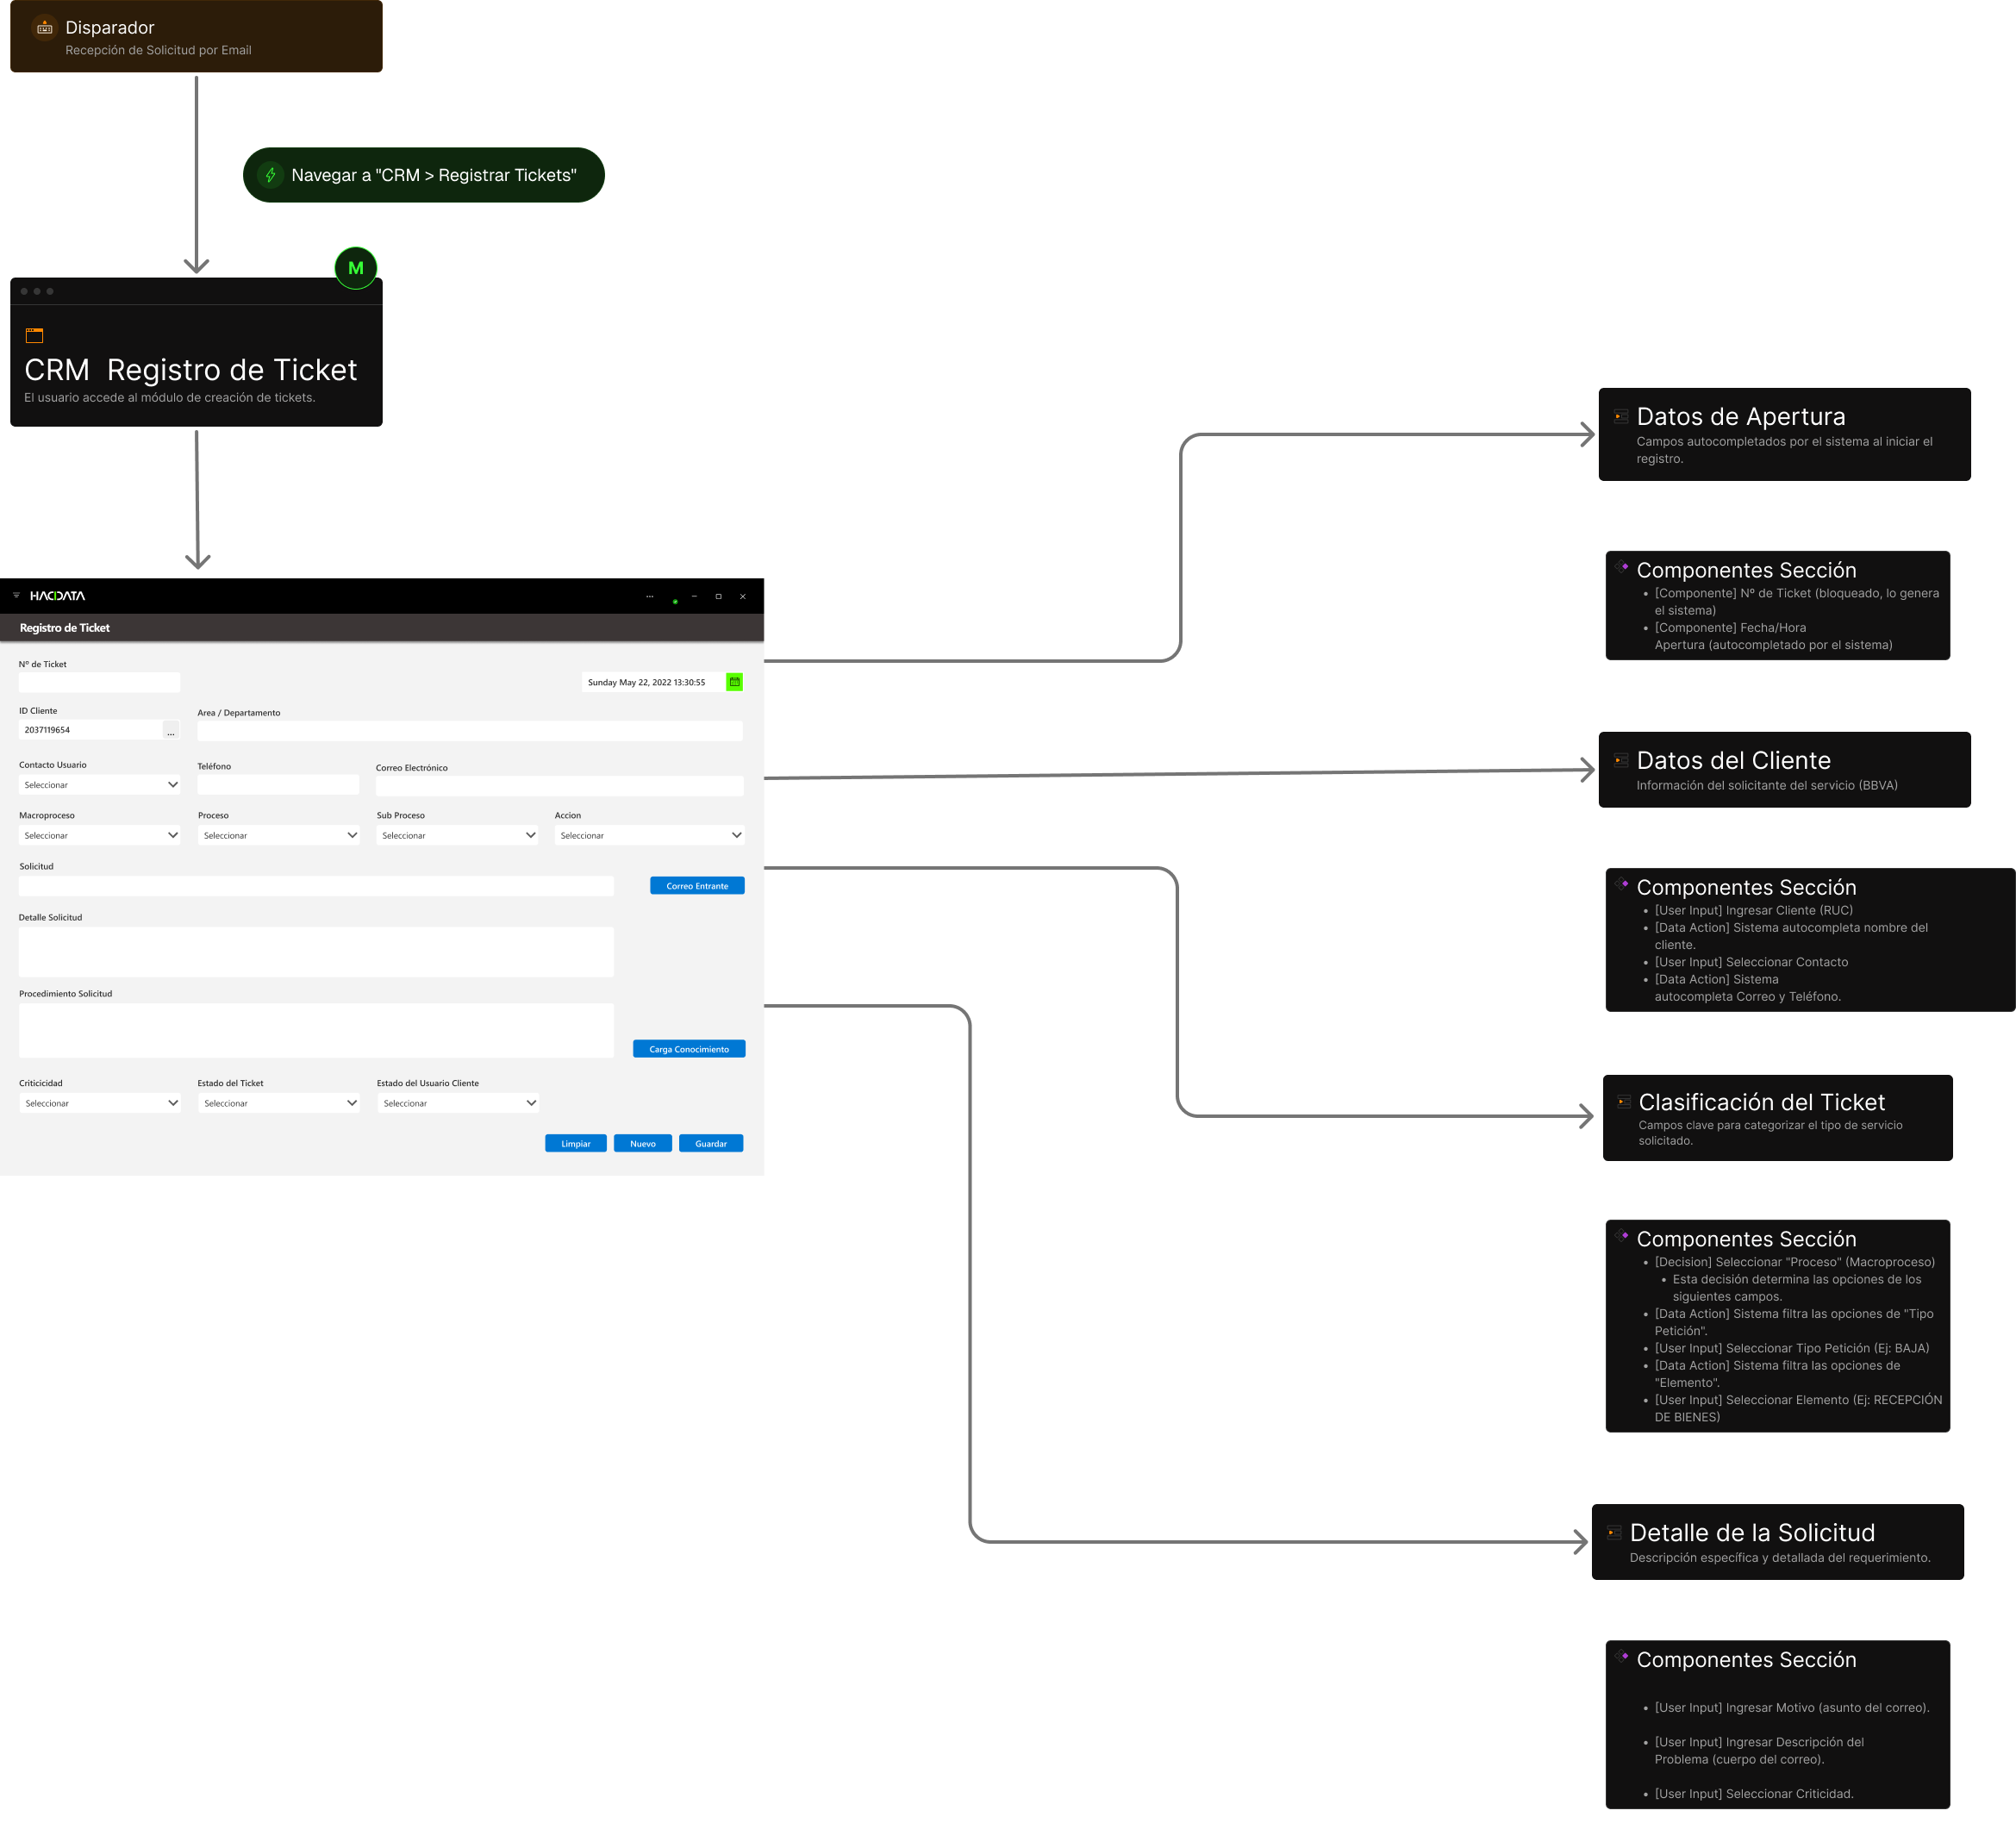 Disparador
Recepción de Solicitud por Email
Navegar a "CRM > Registrar Tickets"
M
CRM  Registro de Ticket
El usuario accede al módulo de creación de tickets.
HACDATA
Registro de Ticket
Nº de Ticket
Sunday May 22, 2022 13:30:55
ID Cliente
Area / Departamento
2037119654
...
Contacto Usuario
Teléfono
Correo Electrónico
Seleccionar
Macroproceso
Proceso
Sub Proceso
Accion
Seleccionar
Seleccionar
Seleccionar
Seleccionar
Solicitud
Correo Entrante
Detalle Solicitud
Procedimiento Solicitud
Carga Conocimiento
Criticicidad
Estado del Ticket
Estado del Usuario Cliente
Seleccionar
Seleccionar
Seleccionar
Limpiar
Nuevo
Guardar
Datos de Apertura
Campos autocompletados por el sistema al iniciar el
registro.
Componentes Sección
• [Componente] Nº de Ticket (bloqueado, lo genera
el sistema)
• [Componente] Fecha/Hora
Apertura (autocompletado por el sistema)
Datos del Cliente
Información del solicitante del servicio (BBVA)
Componentes Sección
• [User Input] Ingresar Cliente (RUC)
• [Data Action] Sistema autocompleta nombre del
cliente.
• [User Input] Seleccionar Contacto
• [Data Action] Sistema
autocompleta Correo y Teléfono.
Clasificación del Ticket
Campos clave para categorizar el tipo de servicio
solicitado.
Componentes Sección
• [Decision] Seleccionar "Proceso" (Macroproceso)
• Esta decisión determina las opciones de los
siguientes campos.
• [Data Action] Sistema filtra las opciones de "Tipo
Petición".
• [User Input] Seleccionar Tipo Petición (Ej: BAJA)
• [Data Action] Sistema filtra las opciones de
"Elemento".
• [User Input] Seleccionar Elemento (Ej: RECEPCIÓN
DE BIENES)
Detalle de la Solicitud
Descripción específica y detallada del requerimiento.
Componentes Sección
• [User Input] Ingresar Motivo (asunto del correo).
• [User Input] Ingresar Descripción del
Problema (cuerpo del correo).
• [User Input] Seleccionar Criticidad.